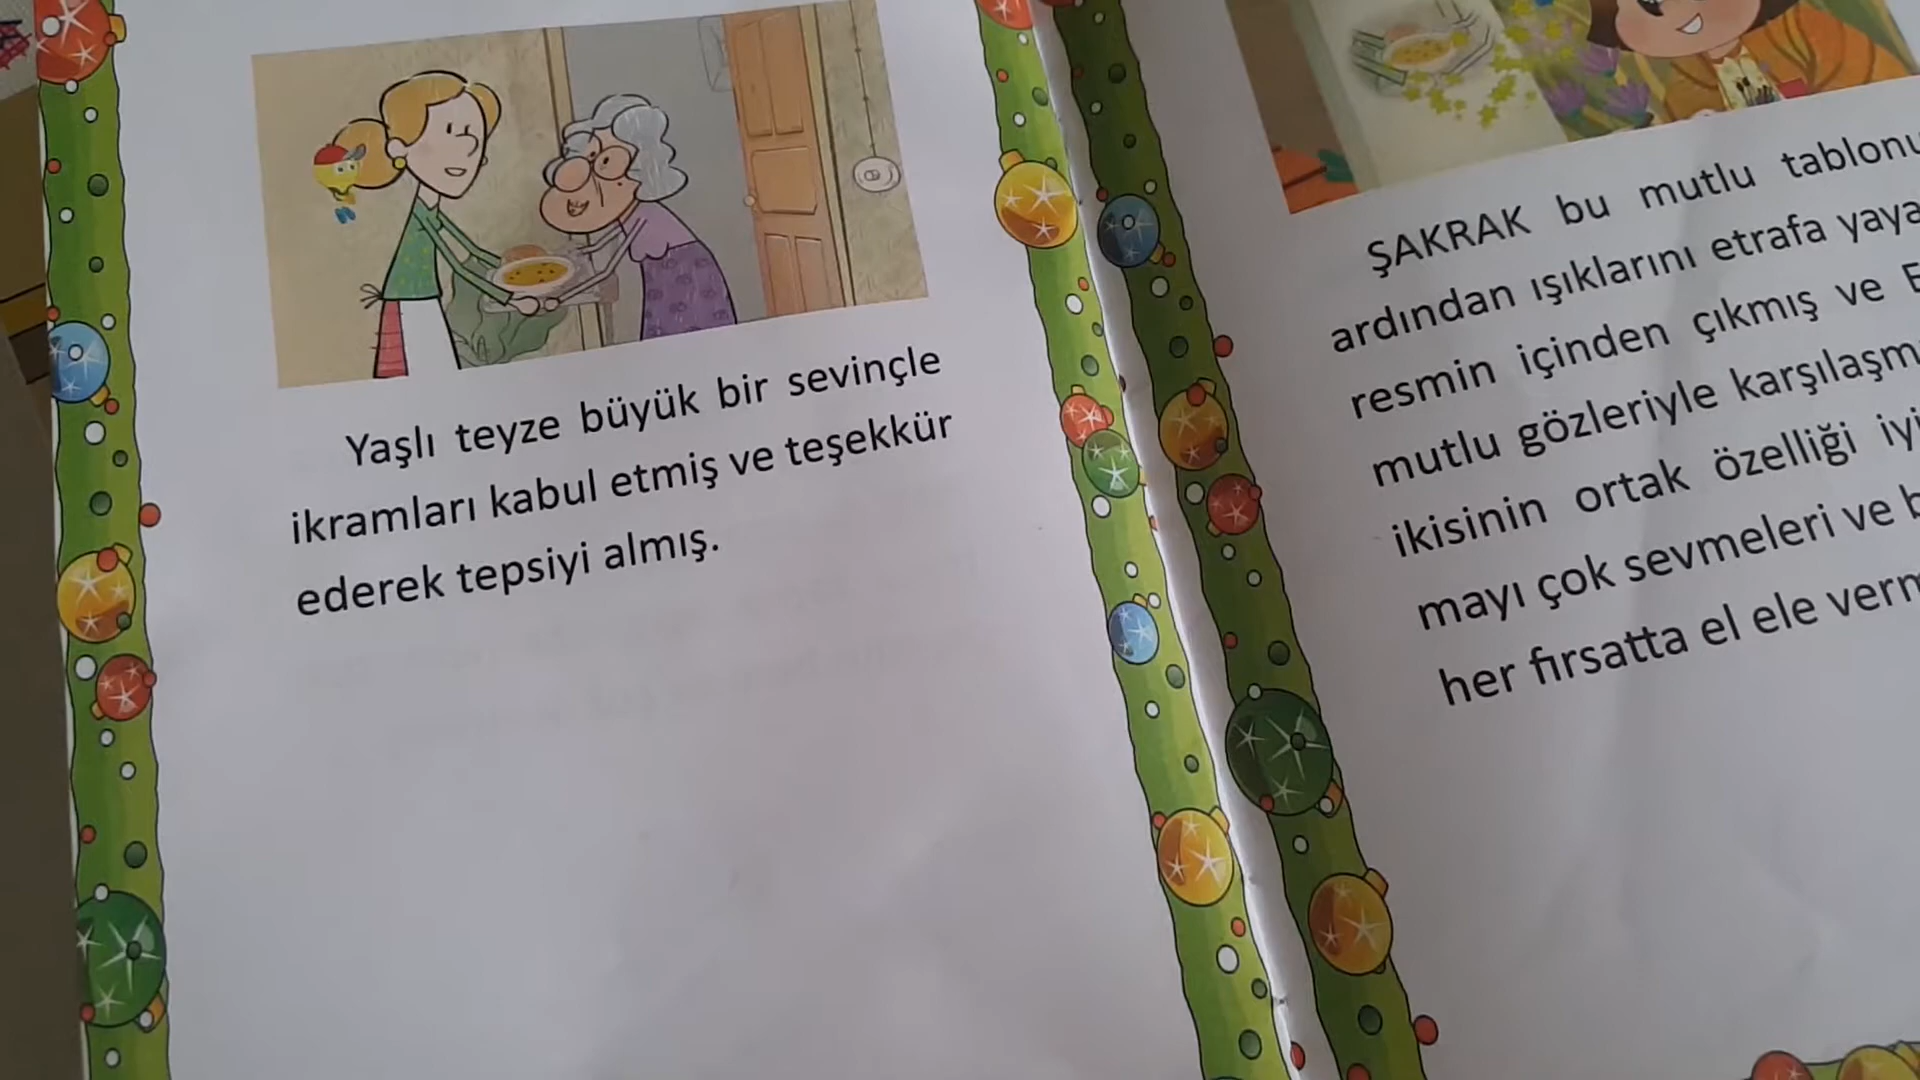 Yaşlı teyze büyük bir sevinçle
ikramları kabul etmiş ve teşekkür
ederek tepsiyi almış.
ŞAKRAK bu mutlu
ardından ışıklarını etrafa
resmin içinden çıkmış ve
mutlu gözleriyle
ikisinin ortak özelliği
mayı çok sevmeleri ve
her fırsatta el ele